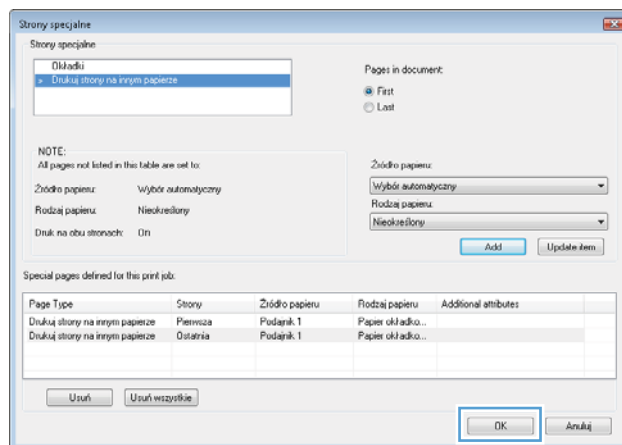 Strony specjalne
Strony specjalne
Okładki
» Drukuj strony na innym papierze
Pages in document:
First
Last
NOTE:
All pages not listed in this table are set to:
Źródło papieru: Wybór automatyczny
Rodzaj papieru: Nieokreślony
Druk na obu stronach: On
Źródło papieru:
Wybór automatyczny
Rodzaj papieru:
Nieokreślony
Add Update item
Special pages defined for this print job:
Page Type Strony Źródło papieru Rodzaj papieru Additional attributes
Drukuj strony na innym papierze Pierwsza Podajnik 1 Papier okładko...
Drukuj strony na innym papierze Ostatnia Podajnik 1 Papier okładko...
Usuń Usuń wszystkie
OK Anuluj